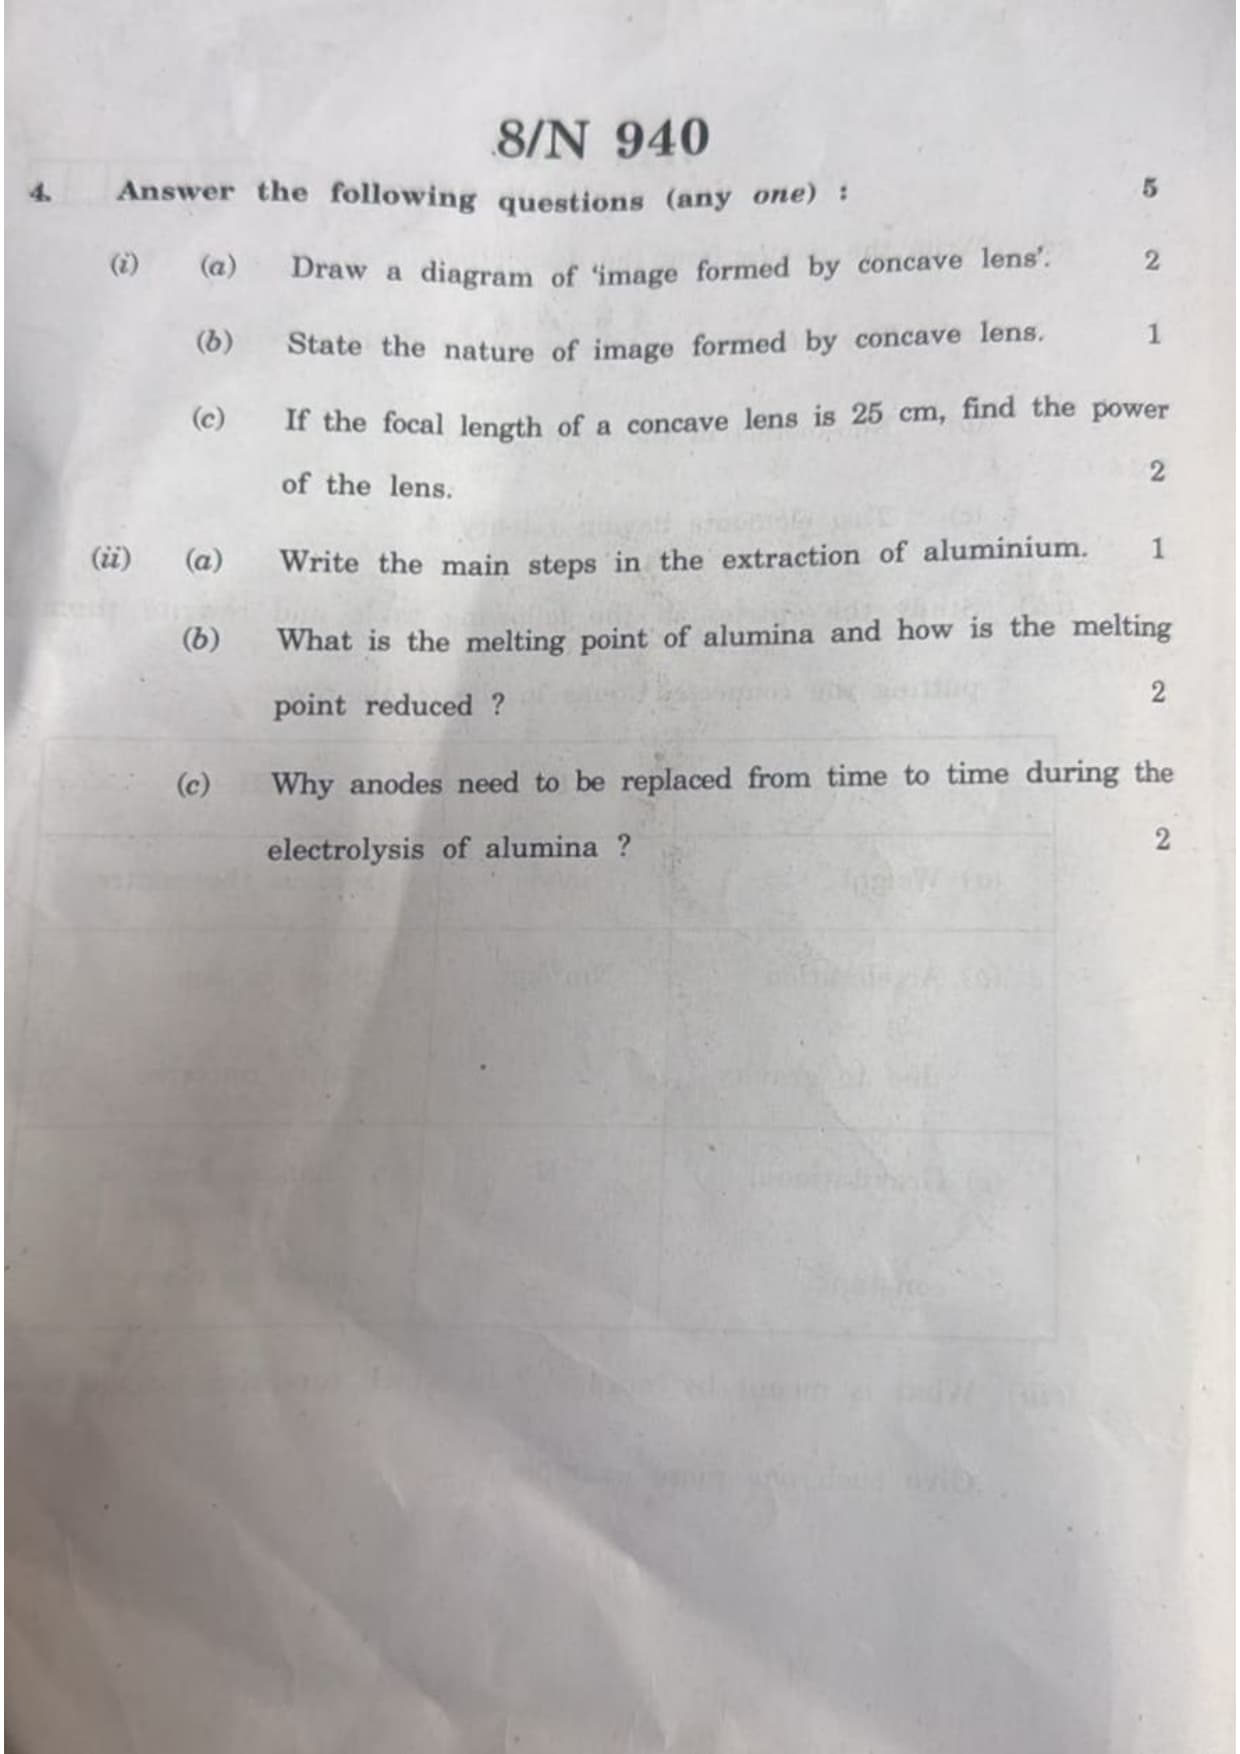 8/N 940
4. Answer the following questions (any one) : 5
(i) (a) Draw a diagram of 'image formed by concave lens'. 2
(b) State the nature of image formed by concave lens. 1
(c) If the focal length of a concave lens is 25 cm, find the power
of the lens. 2
(ii) (a) Write the main steps in the extraction of aluminium. 1
(b) What is the melting point of alumina and how is the melting
point reduced ? 2
(c) Why anodes need to be replaced from time to time during the
electrolysis of alumina ? 2